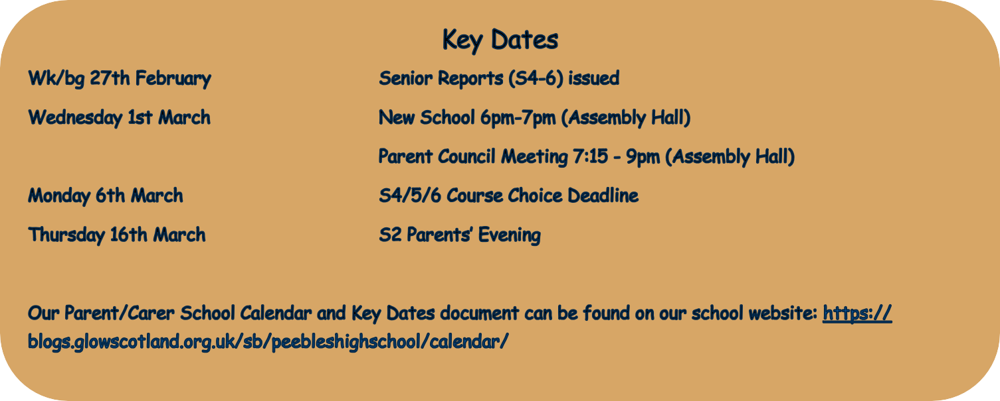 Key Dates
Wk/bg 27th February Senior Reports (S4-6) issued
Wednesday 1st March New School 6pm-7pm (Assembly Hall)
Parent Council Meeting 7:15 - 9pm (Assembly Hall)
Monday 6th March S4/5/6 Course Choice Deadline
Thursday 16th March S2 Parents’ Evening
Our Parent/Carer School Calendar and Key Dates document can be found on our school website: https://
blogs.glowscotland.org.uk/sb/peebleshighschool/calendar/